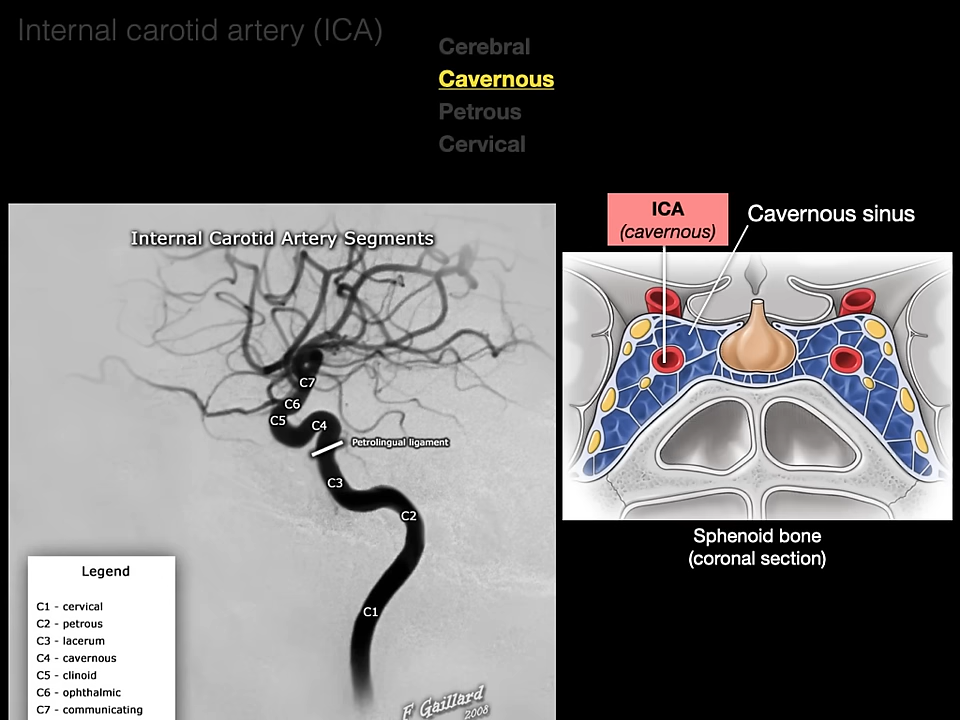 Internal carotid artery (ICA)
Cerebral
Cavernous
Petrous
Cervical
ICA
(cavernous)
Cavernous sinus
Internal Carotid Artery Segments
C7
C6
C5
C4
Petrolingual ligament
C3
C2
C1
Sphenoid bone
(coronal section)
Legend
C1 - cervical
C2 - petrous
C3 - lacerum
C4 - cavernous
C5 - clinoid
C6 - ophthalmic
C7 - communicating
F Gaillard
2008